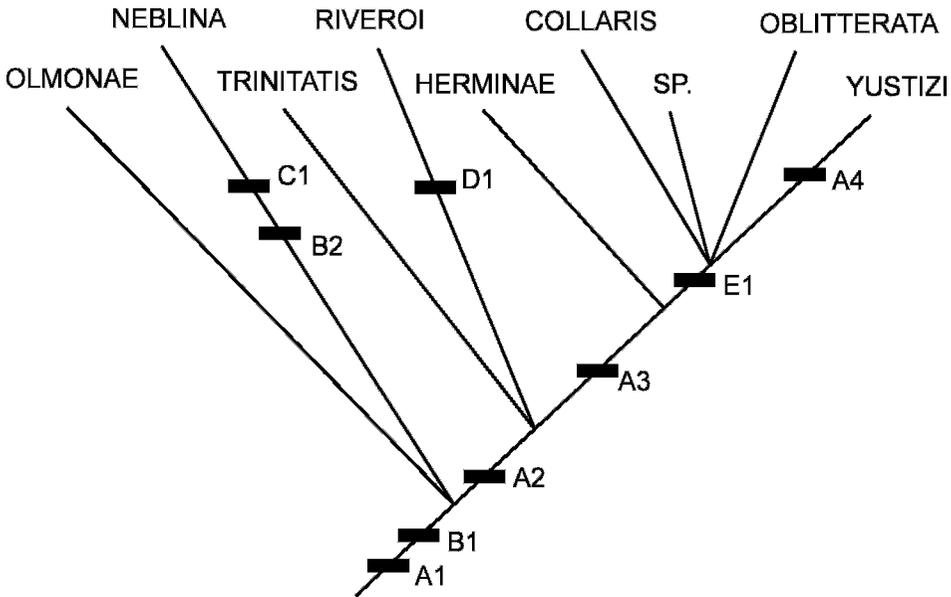 NEBLINA
RIVEROI
COLLARIS
OBLITTERATA
OLMONAE
TRINITATIS
HERMINAE
SP.
YUSTIZI
C1
D1
A4
B2
E1
A3
A2
B1
A1